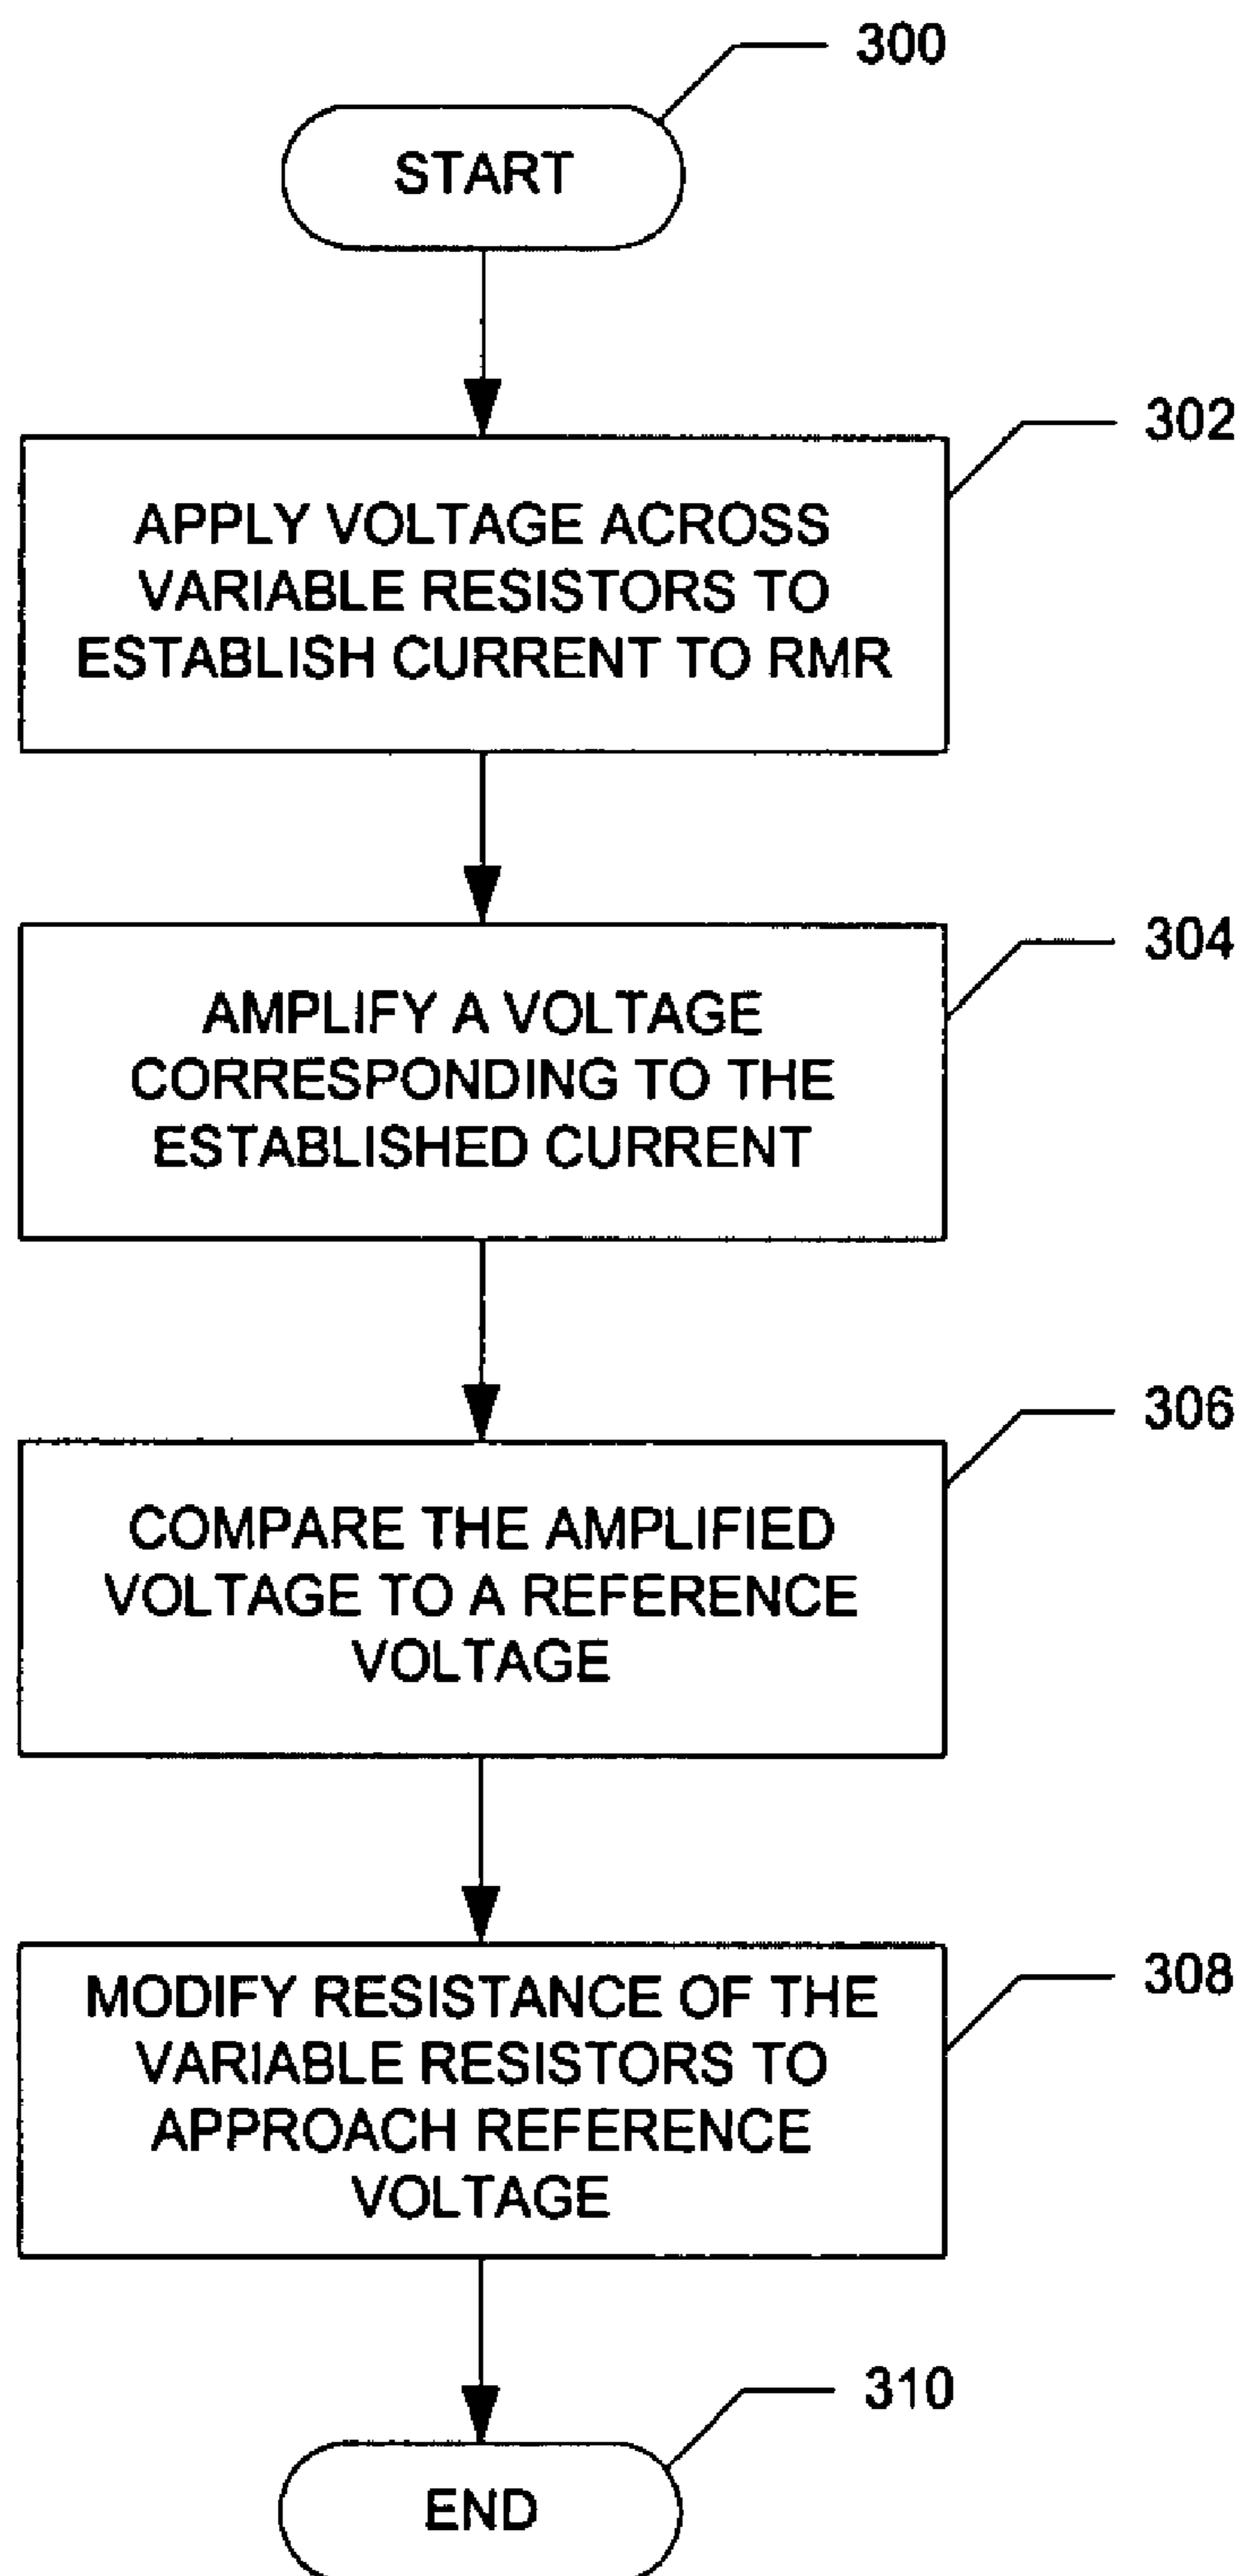 300
START
302
APPLY VOLTAGE ACROSS
VARIABLE RESISTORS TO
ESTABLISH CURRENT TO RMR
304
AMPLIFY A VOLTAGE
CORRESPONDING TO THE
ESTABLISHED CURRENT
306
COMPARE THE AMPLIFIED
VOLTAGE TO A REFERENCE
VOLTAGE
308
MODIFY RESISTANCE OF THE
VARIABLE RESISTORS TO
APPROACH REFERENCE
VOLTAGE
310
END